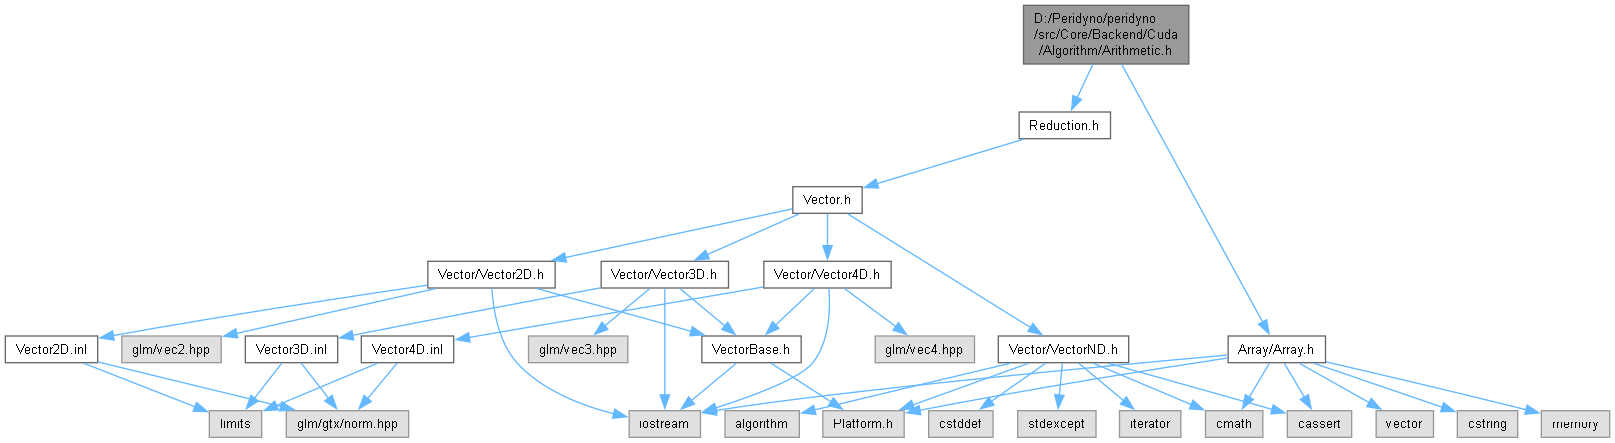 D:/Peridyno/peridyno
/src/Core/Backend/Cuda
/Algorithm/Arithmetic.h
Reduction.h
Vector.h
Vector/Vector2D.h
Vector/Vector3D.h
Vector/Vector4D.h
Vector2D.inl
glm/vec2.hpp
Vector3D.inl
Vector4D.inl
glm/vec3.hpp
VectorBase.h
glm/vec4.hpp
Vector/VectorND.h
Array/Array.h
limits
glm/gtx/norm.hpp
iostream
algorithm
Platform.h
cstddef
stdexcept
iterator
cmath
cassert
vector
cstring
memory